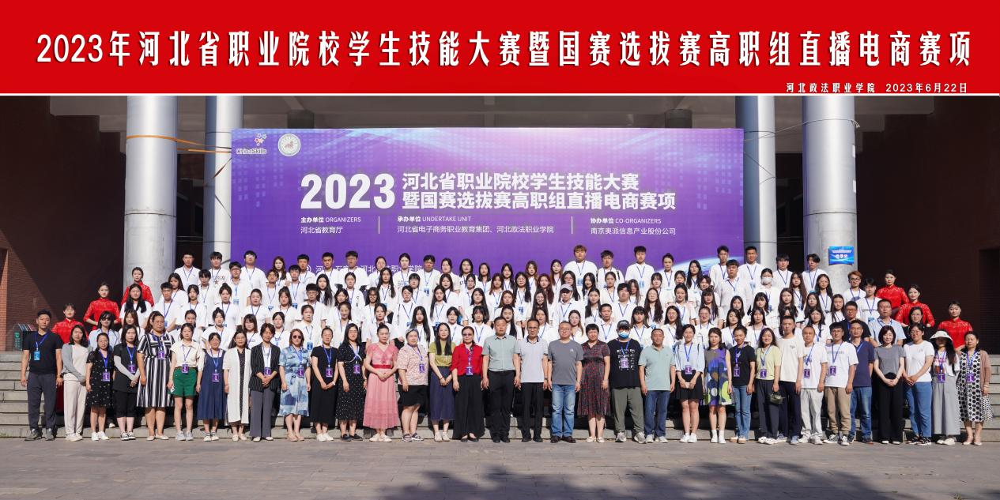 2023年河北省职业院校学生技能大赛暨国赛选拔赛高职组直播电商赛项
河北政法职业学院 2023年6月22日
ChinaSkills
2023 河北省职业院校学生技能大赛
暨国赛选拔赛高职组直播电商赛项
主办单位 ORGANIZERS
河北省教育厅
承办单位 UNDERTAKE UNIT
河北省电子商务职业教育集团、河北政法职业学院
协办单位 CO-ORGANIZERS
南京奥派信息产业股份公司